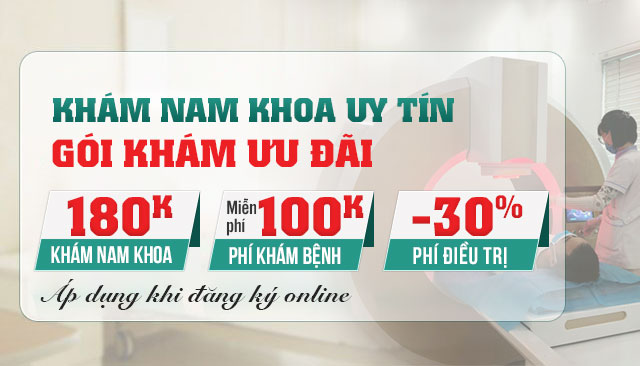 KHÁM NAM KHOA UY TÍN
GÓI KHÁM ƯU ĐÃI
180K
KHÁM NAM KHOA
Miễn phí 100K
PHÍ KHÁM BỆNH
-30%
PHÍ ĐIỀU TRỊ
Áp dụng khi đăng ký online